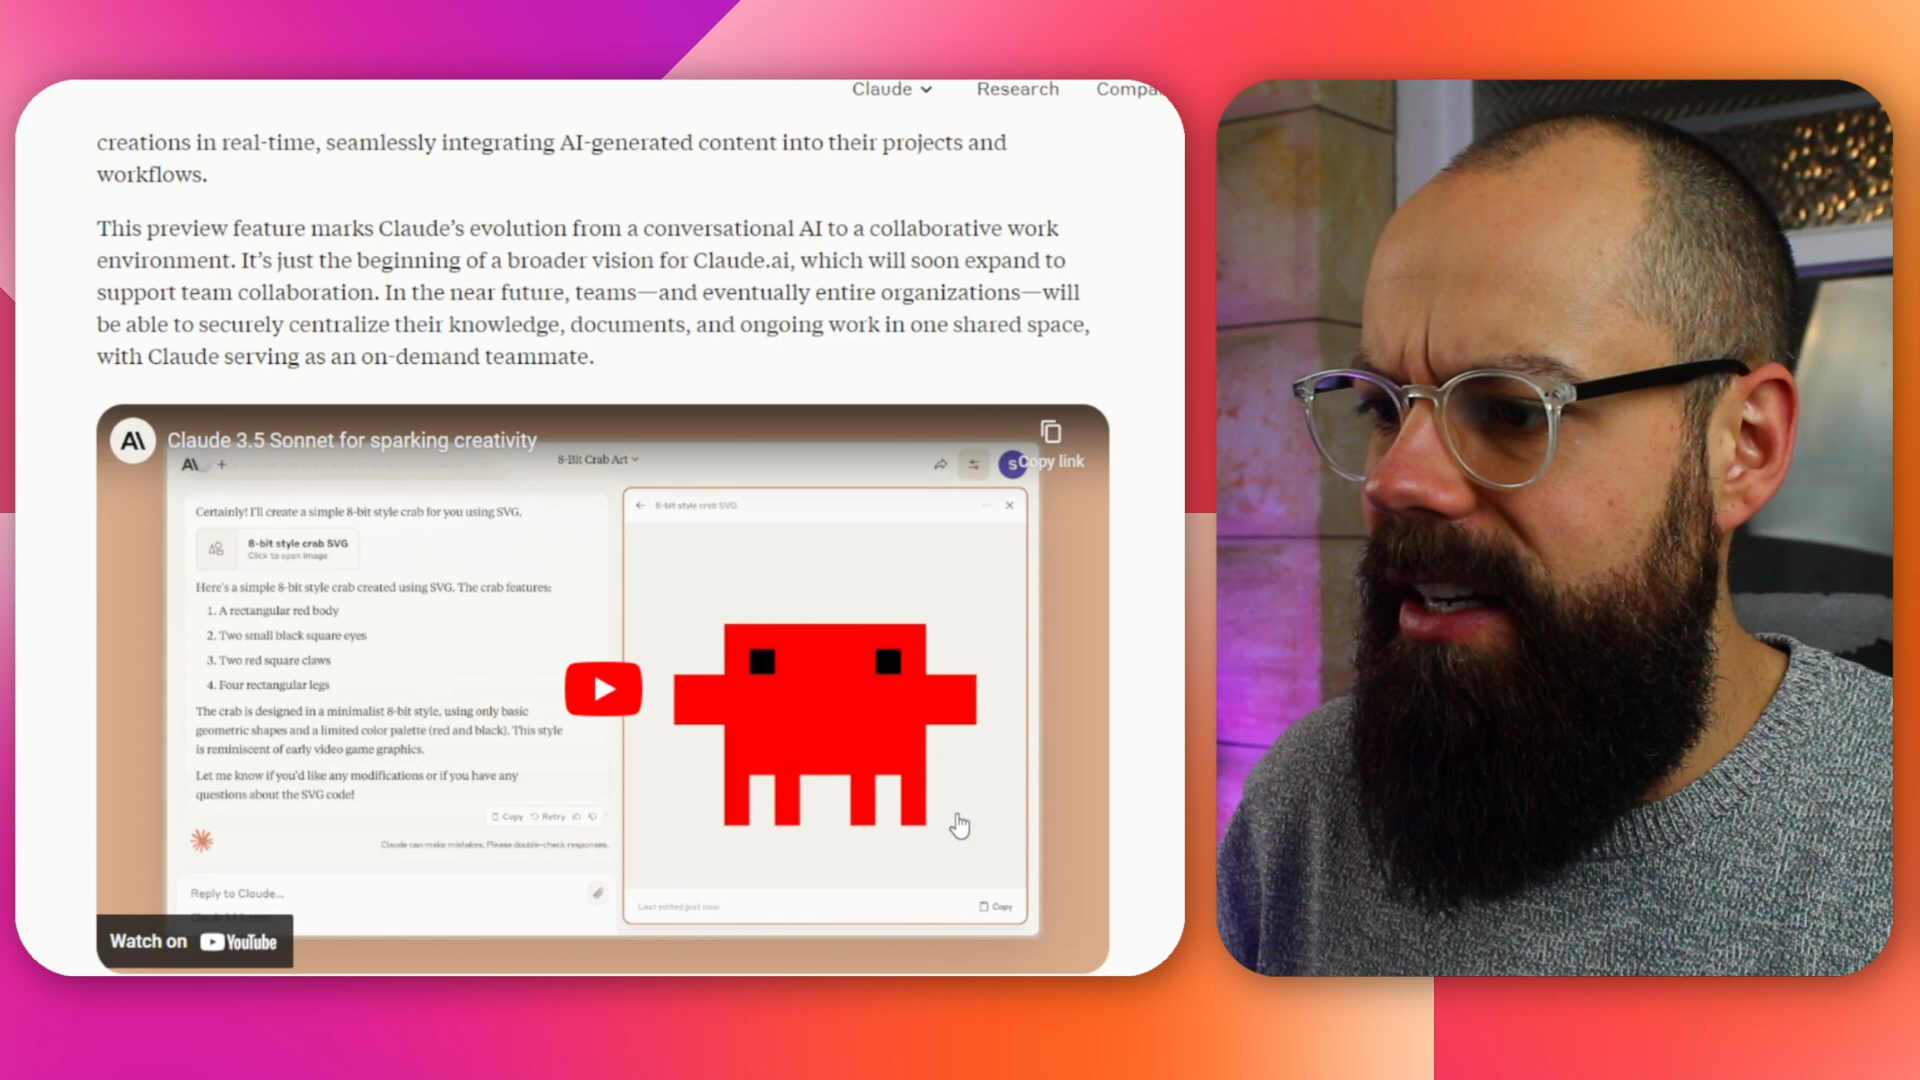 Claude
Research
Compa
creations in real-time, seamlessly integrating AI-generated content into their projects and
workflows.
This preview feature marks Claude’s evolution from a conversational AI to a collaborative work
environment. It’s just the beginning of a broader vision for Claude.ai, which will soon expand to
support team collaboration. In the near future, teams—and eventually entire organizations—will
be able to securely centralize their knowledge, documents, and ongoing work in one shared space,
with Claude serving as an on-demand teammate.
A\ Claude 3.5 Sonnet for sparking creativity
Copy link
A\
8-Bit Crab Art
S
Certainly! I'll create a simple 8-bit style crab for you using SVG.
8-bit style crab SVG
Click to open image
Here's a simple 8-bit style crab created using SVG. The crab features:
1. A rectangular red body
2. Two small black square eyes
3. Two red square claws
4. Four rectangular legs
The crab is designed in a minimalist 8-bit style, using only basic
geometric shapes and a limited color palette (red and black). This style
is reminiscent of early video game graphics.
Let me know if you'd like any modifications or if you have any
questions about the SVG code!
Copy Retry
Claude can make mistakes. Please double-check responses.
Reply to Claude...
8-bit style crab SVG
Last edited just now
Copy
Watch on YouTube